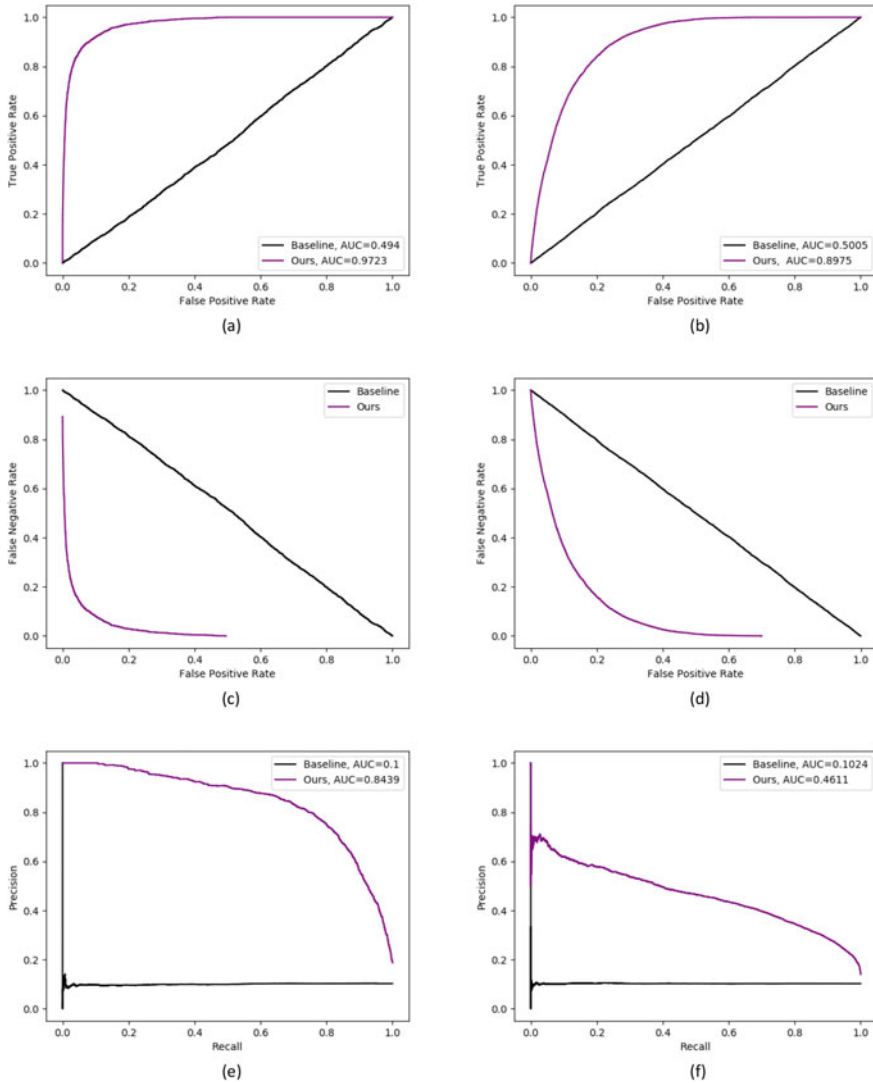 1.0
0.8
0.6
0.4
0.2
0.0
True Positive Rate
Baseline, AUC=0.494
Ours, AUC=0.9723
0.0 0.2 0.4 0.6 0.8 1.0
False Positive Rate
(a)
1.0
0.8
0.6
0.4
0.2
0.0
True Positive Rate
Baseline, AUC=0.5005
Ours, AUC=0.8975
0.0 0.2 0.4 0.6 0.8 1.0
False Positive Rate
(b)
1.0
0.8
0.6
0.4
0.2
0.0
False Negative Rate
Baseline
Ours
0.0 0.2 0.4 0.6 0.8 1.0
False Positive Rate
(c)
1.0
0.8
0.6
0.4
0.2
0.0
False Negative Rate
Baseline
Ours
0.0 0.2 0.4 0.6 0.8 1.0
False Positive Rate
(d)
1.0
0.8
0.6
0.4
0.2
0.0
Precision
Baseline, AUC=0.1
Ours, AUC=0.8439
0.0 0.2 0.4 0.6 0.8 1.0
Recall
(e)
1.0
0.8
0.6
0.4
0.2
0.0
Precision
Baseline, AUC=0.1024
Ours, AUC=0.4611
0.0 0.2 0.4 0.6 0.8 1.0
Recall
(f)